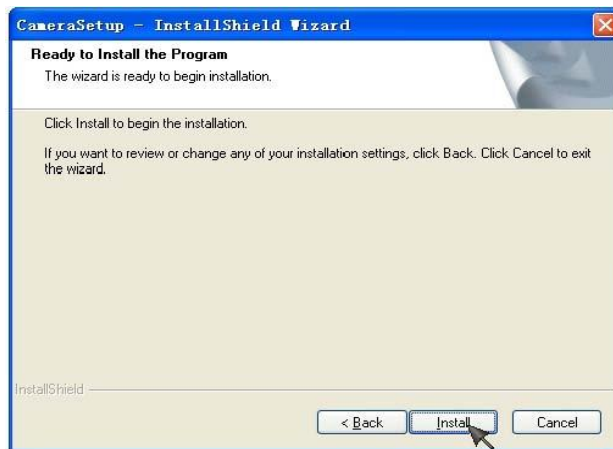 CameraSetup - InstallShield Wizard
Ready to Install the Program
The wizard is ready to begin installation.
Click Install to begin the installation.
If you want to review or change any of your installation settings, click Back. Click Cancel to exit
the wizard.
InstallShield
< Back
Install
Cancel